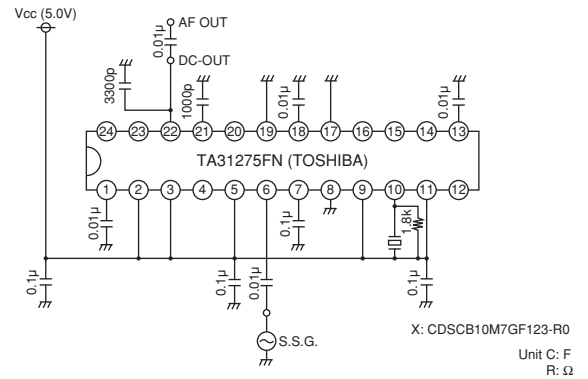 Vcc (5.0V)
AF OUT
0.01μ
DC-OUT
3300p
1000p
0.01μ
0.01μ
24 23 22 21 20 19 18 17 16 15 14 13
TA31275FN (TOSHIBA)
1 2 3 4 5 6 7 8 9 10 11 12
0.01μ
0.1μ
1.8k
0.1μ
0.1μ
0.01μ
0.1μ
S.S.G.
X: CDSCB10M7GF123-R0
Unit C: F
R: Ω